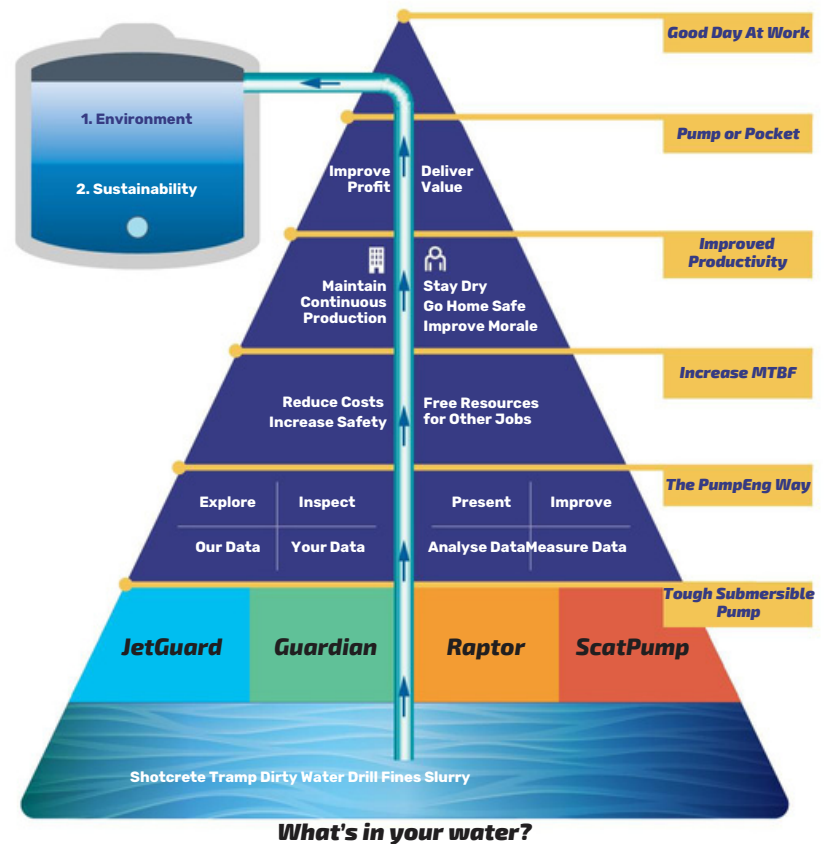 Good Day At Work
1. Environment
2. Sustainability
Pump or Pocket
Improve
Profit
Deliver
Value
Improved
Productivity
Maintain
Continuous
Production
Stay Dry
Go Home Safe
Improve Morale
Increase MTBF
Reduce Costs
Increase Safety
Free Resources
for Other Jobs
The PumpEng Way
Explore
Inspect
Present
Improve
Our Data
Your Data
Analyse Data
Measure Data
Tough Submersible
Pump
JetGuard
Guardian
Raptor
ScatPump
Shotcrete Tramp Dirty Water Drill Fines Slurry
What's in your water?